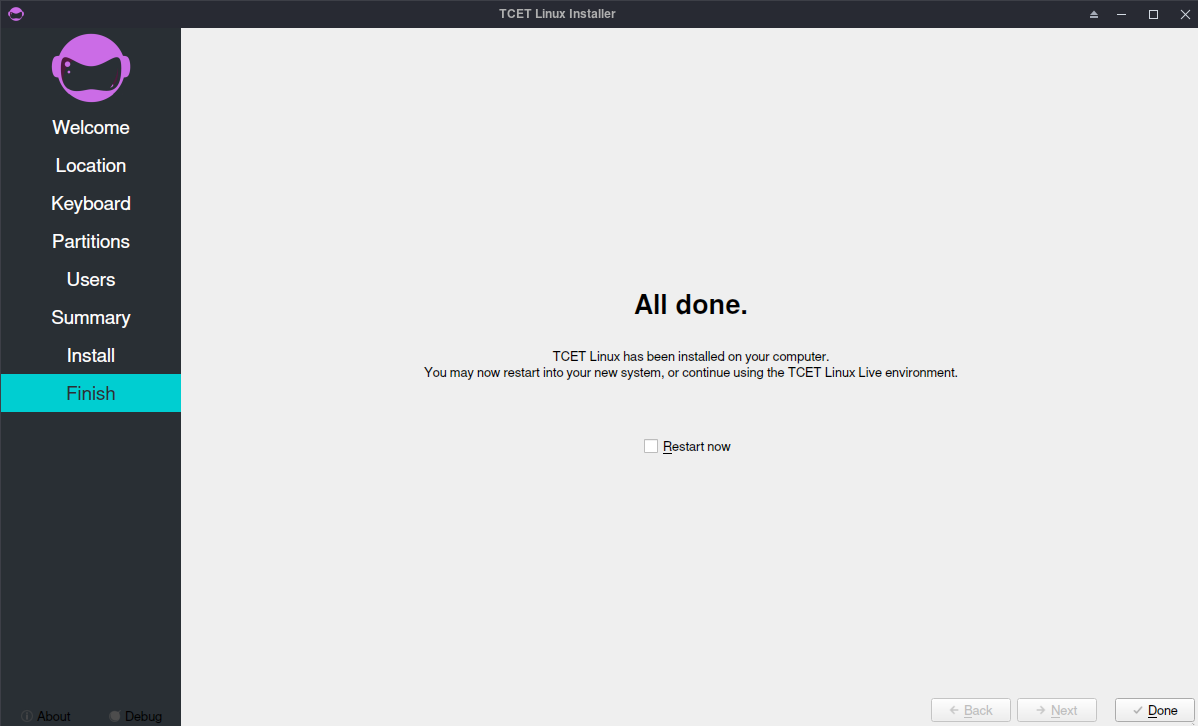 TCET Linux Installer
Welcome
Location
Keyboard
Partitions
Users
Summary
Install
Finish
All done.
TCET Linux has been installed on your computer.
You may now restart into your new system, or continue using the TCET Linux Live environment.
Restart now
About
Debug
Back
Next
Done